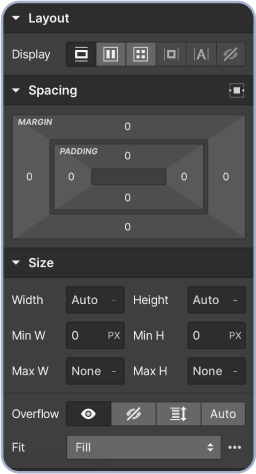 Layout
Display A
Spacing
MARGIN
0
PADDING
0
0 0 0 0
0
0
Size
Width Auto - Height Auto -
Min W 0 PX Min H 0 PX
Max W None - Max H None -
Overflow Auto
Fit Fill